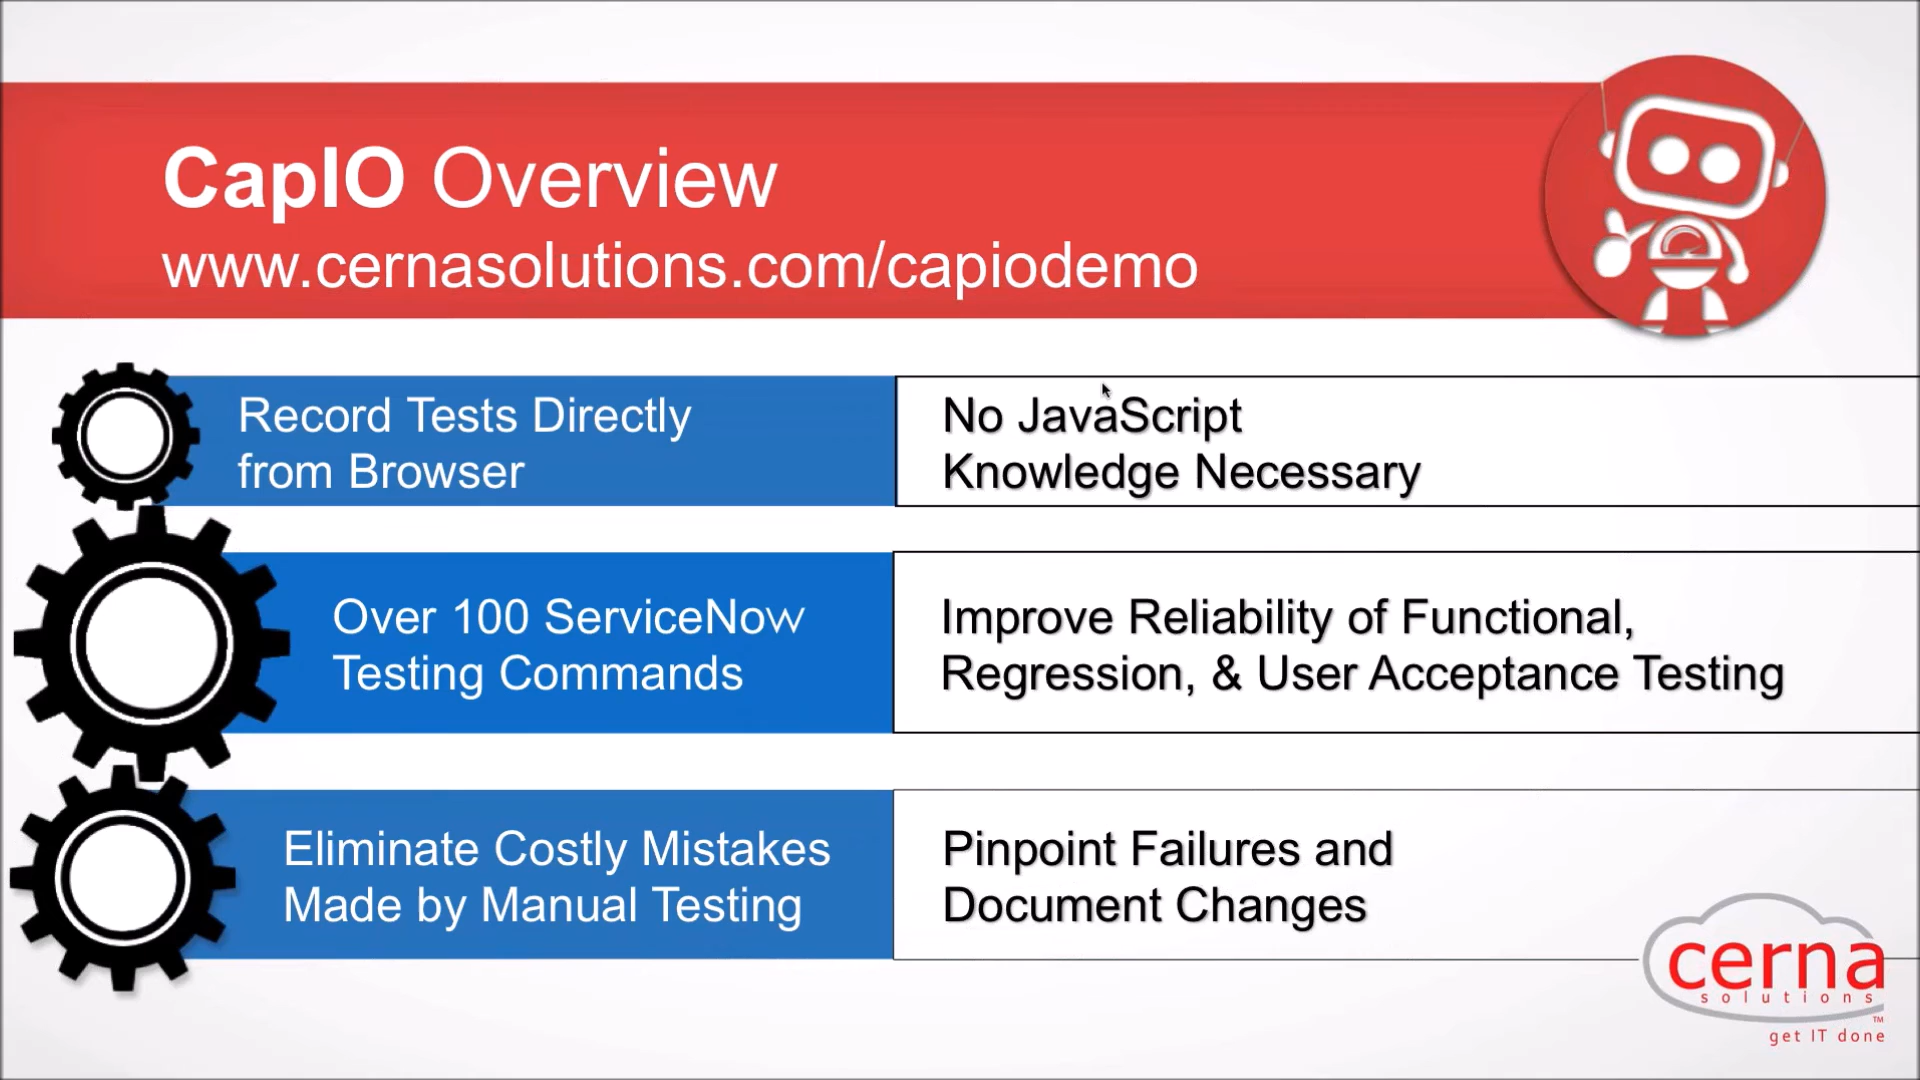 CapIO Overview
www.cernasolutions.com/capiodemo
Record Tests Directly
from Browser
No JavaScript
Knowledge Necessary
Over 100 ServiceNow
Testing Commands
Improve Reliability of Functional,
Regression, & User Acceptance Testing
Eliminate Costly Mistakes
Made by Manual Testing
Pinpoint Failures and
Document Changes
cerna
solutions
™
get IT done